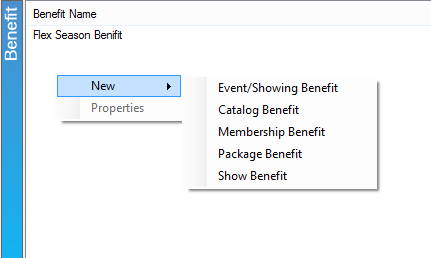 Benefit
Benefit Name
Flex Season Benifit
New
Properties
Event/Showing Benefit
Catalog Benefit
Membership Benefit
Package Benefit
Show Benefit